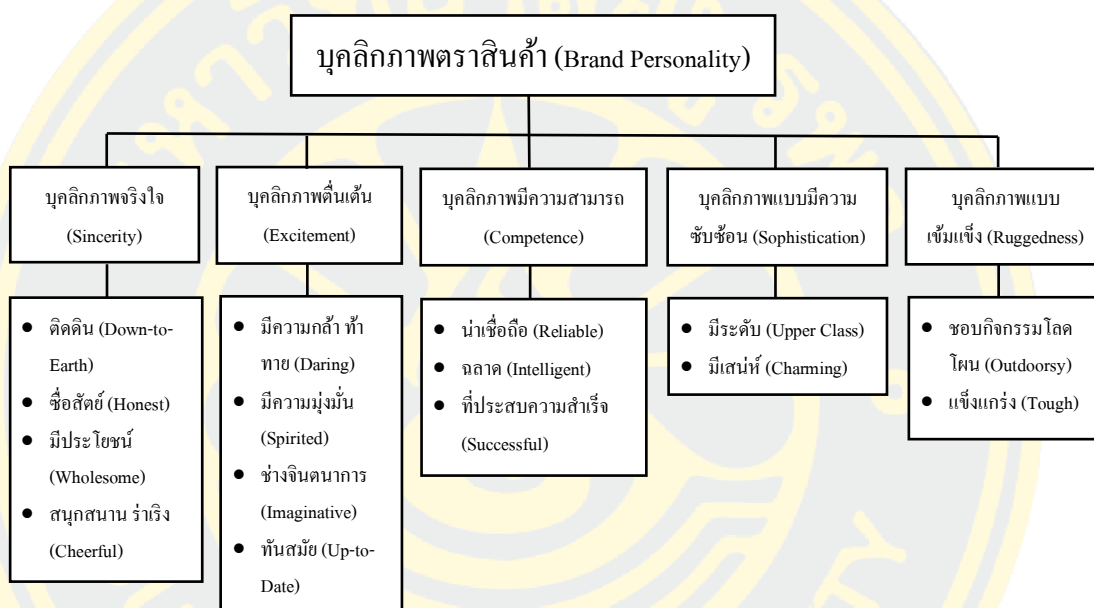 บุคลิกภาพตราสินค้า (Brand Personality)
บุคลิกภาพจริงใจ
(Sincerity)
บุคลิกภาพตื่นเต้น
(Excitement)
บุคลิกภาพมีความสามารถ
(Competence)
บุคลิกภาพแบบมีความ
ซับซ้อน (Sophistication)
บุคลิกภาพแบบ
เข้มแข็ง (Ruggedness)
• ติดดิน (Down-to-
Earth)
• ซื่อสัตย์ (Honest)
• มีประโยชน์
(Wholesome)
• สนุกสนาน ร่าเริง
(Cheerful)
• มีความกล้า ท้า
ทาย (Daring)
• มีความมุ่งมั่น
(Spirited)
• ช่างจินตนาการ
(Imaginative)
• ทันสมัย (Up-to-
Date)
• น่าเชื่อถือ (Reliable)
• ฉลาด (Intelligent)
• ที่ประสบความสำเร็จ
(Successful)
• มีระดับ (Upper Class)
• มีเสน่ห์ (Charming)
• ชอบกิจกรรมโลด
โผน (Outdoorsy)
• แข็งแกร่ง (Tough)